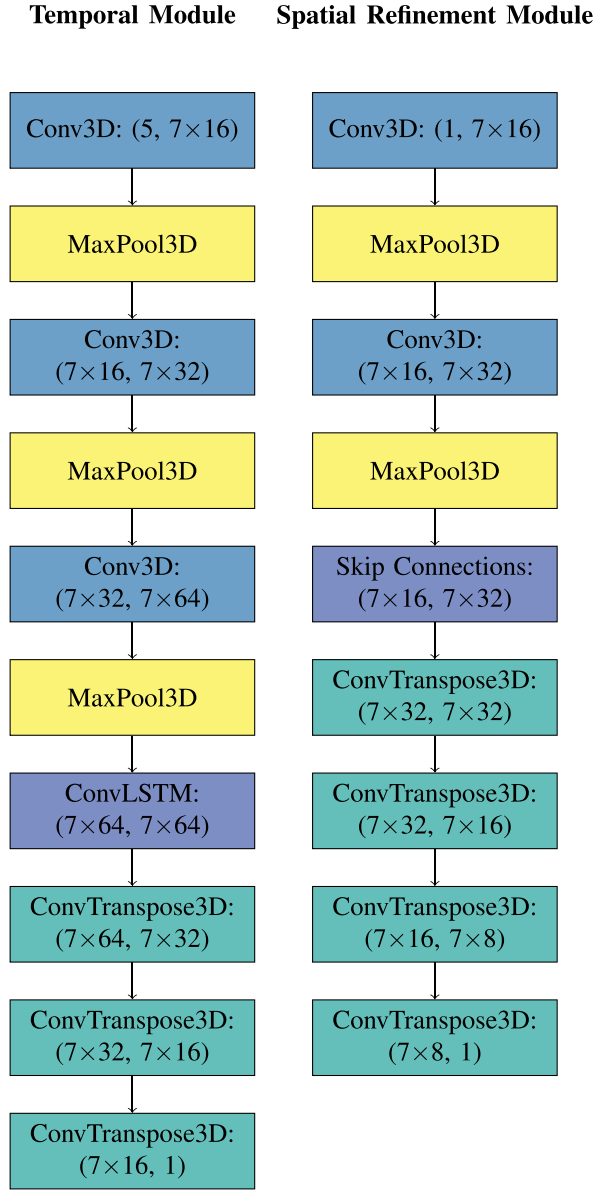 Temporal Module
Conv3D: (5, 7×16)
MaxPool3D
Conv3D:
(7×16, 7×32)
MaxPool3D
Conv3D:
(7×32, 7×64)
MaxPool3D
ConvLSTM:
(7×64, 7×64)
ConvTranspose3D:
(7×64, 7×32)
ConvTranspose3D:
(7×32, 7×16)
ConvTranspose3D:
(7×16, 1)
Spatial Refinement Module
Conv3D: (1, 7×16)
MaxPool3D
Conv3D:
(7×16, 7×32)
MaxPool3D
Skip Connections:
(7×16, 7×32)
ConvTranspose3D:
(7×32, 7×32)
ConvTranspose3D:
(7×32, 7×16)
ConvTranspose3D:
(7×16, 7×8)
ConvTranspose3D:
(7×8, 1)